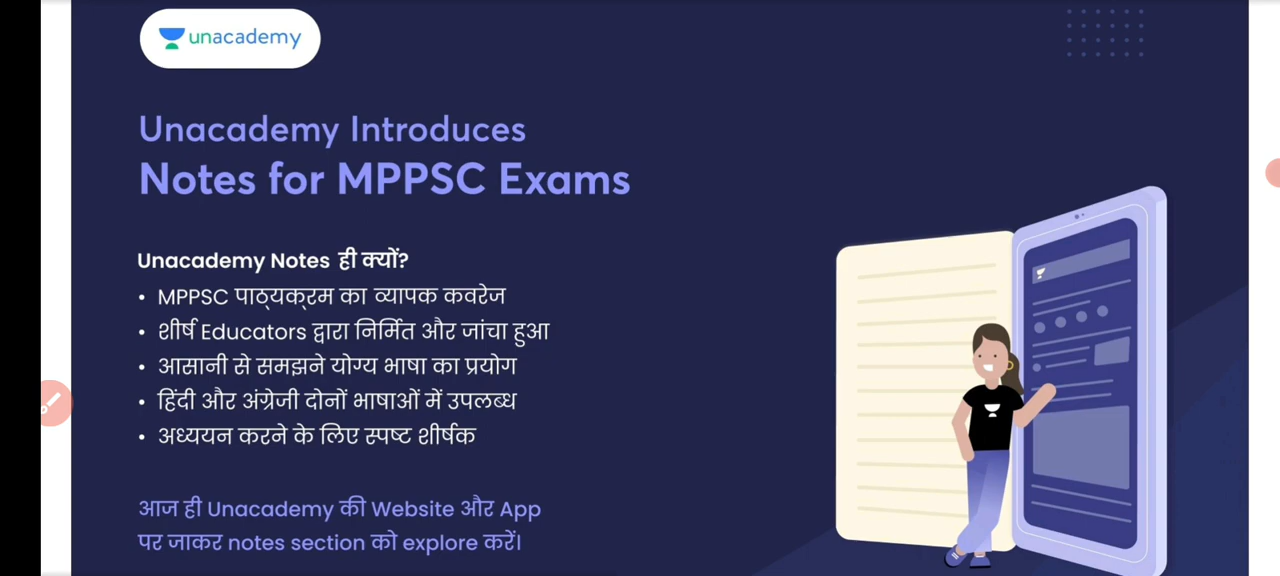 unacademy
Unacademy Introduces
Notes for MPPSC Exams
Unacademy Notes ही क्यों?
• MPPSC पाठ्यक्रम का व्यापक कवरेज
• शीर्ष Educators द्वारा निर्मित और जांचा हुआ
• आसानी से समझने योग्य भाषा का प्रयोग
• हिंदी और अंग्रेजी दोनों भाषाओं में उपलब्ध
• अध्ययन करने के लिए स्पष्ट शीर्षक
आज ही Unacademy की Website और App
पर जाकर notes section को explore करें।